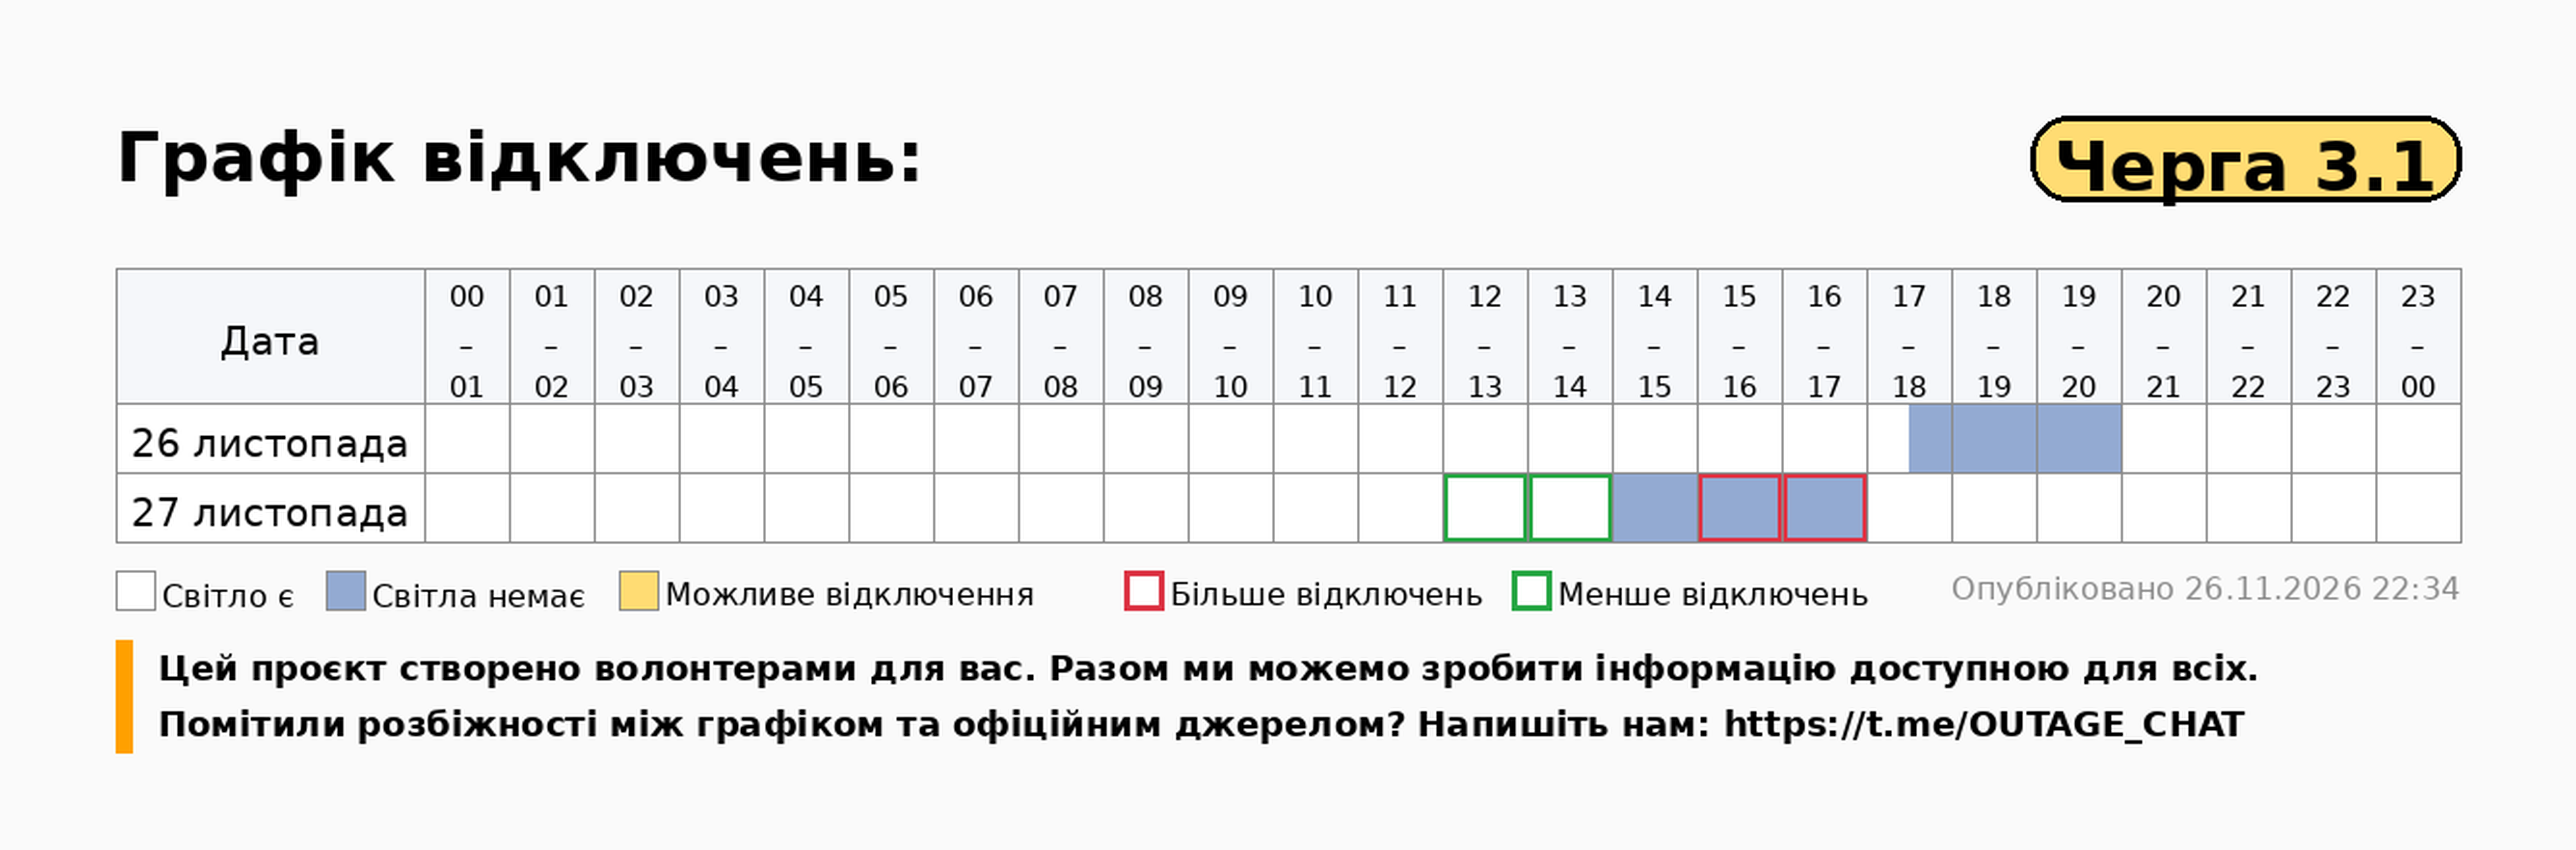 Графік відключень:
Черга 3.1
Дата
00 – 01
01 – 02
02 – 03
03 – 04
04 – 05
05 – 06
06 – 07
07 – 08
08 – 09
09 – 10
10 – 11
11 – 12
12 – 13
13 – 14
14 – 15
15 – 16
16 – 17
17 – 18
18 – 19
19 – 20
20 – 21
21 – 22
22 – 23
23 – 00
26 листопада
27 листопада
Світло є
Світла немає
Можливе відключення
Більше відключень
Менше відключень
Опубліковано 26.11.2026 22:34
Цей проєкт створено волонтерами для вас. Разом ми можемо зробити інформацію доступною для всіх.
Помітили розбіжності між графіком та офіційним джерелом? Напишіть нам: https://t.me/OUTAGE_CHAT